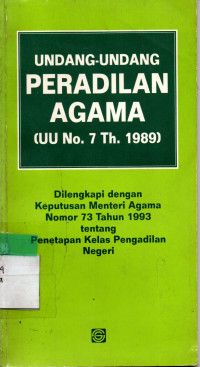 UNDANG-UNDANG
PERADILAN
AGAMA
(UU No. 7 Th. 1989)
Dilengkapi dengan
Keputusan Menteri Agama
Nomor 73 Tahun 1993
tentang
Penetapan Kelas Pengadilan
Negeri